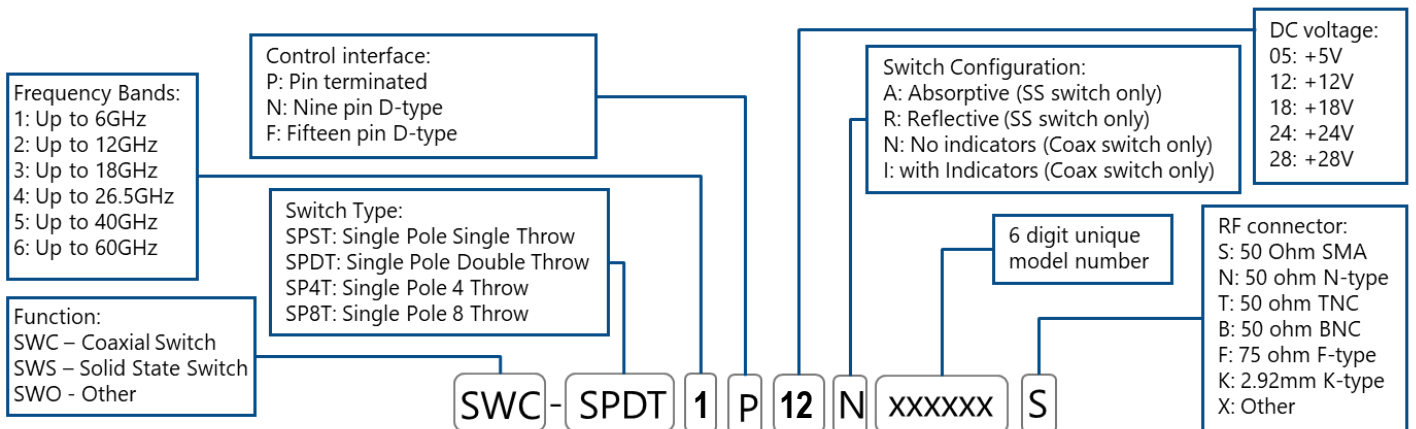 Frequency Bands:
1: Up to 6GHz
2: Up to 12GHz
3: Up to 18GHz
4: Up to 26.5GHz
5: Up to 40GHz
6: Up to 60GHz
Control interface:
P: Pin terminated
N: Nine pin D-type
F: Fifteen pin D-type
Switch Configuration:
A: Absorptive (SS switch only)
R: Reflective (SS switch only)
N: No indicators (Coax switch only)
I: with Indicators (Coax switch only)
DC voltage:
05: +5V
12: +12V
18: +18V
24: +24V
28: +28V
Function:
SWC – Coaxial Switch
SWS – Solid State Switch
SWO - Other
Switch Type:
SPST: Single Pole Single Throw
SPDT: Single Pole Double Throw
SP4T: Single Pole 4 Throw
SP8T: Single Pole 8 Throw
6 digit unique
model number
RF connector:
S: 50 Ohm SMA
N: 50 ohm N-type
T: 50 ohm TNC
B: 50 ohm BNC
F: 75 ohm F-type
K: 2.92mm K-type
X: Other
SWC - SPDT 1 P 12 N xxxxxx S